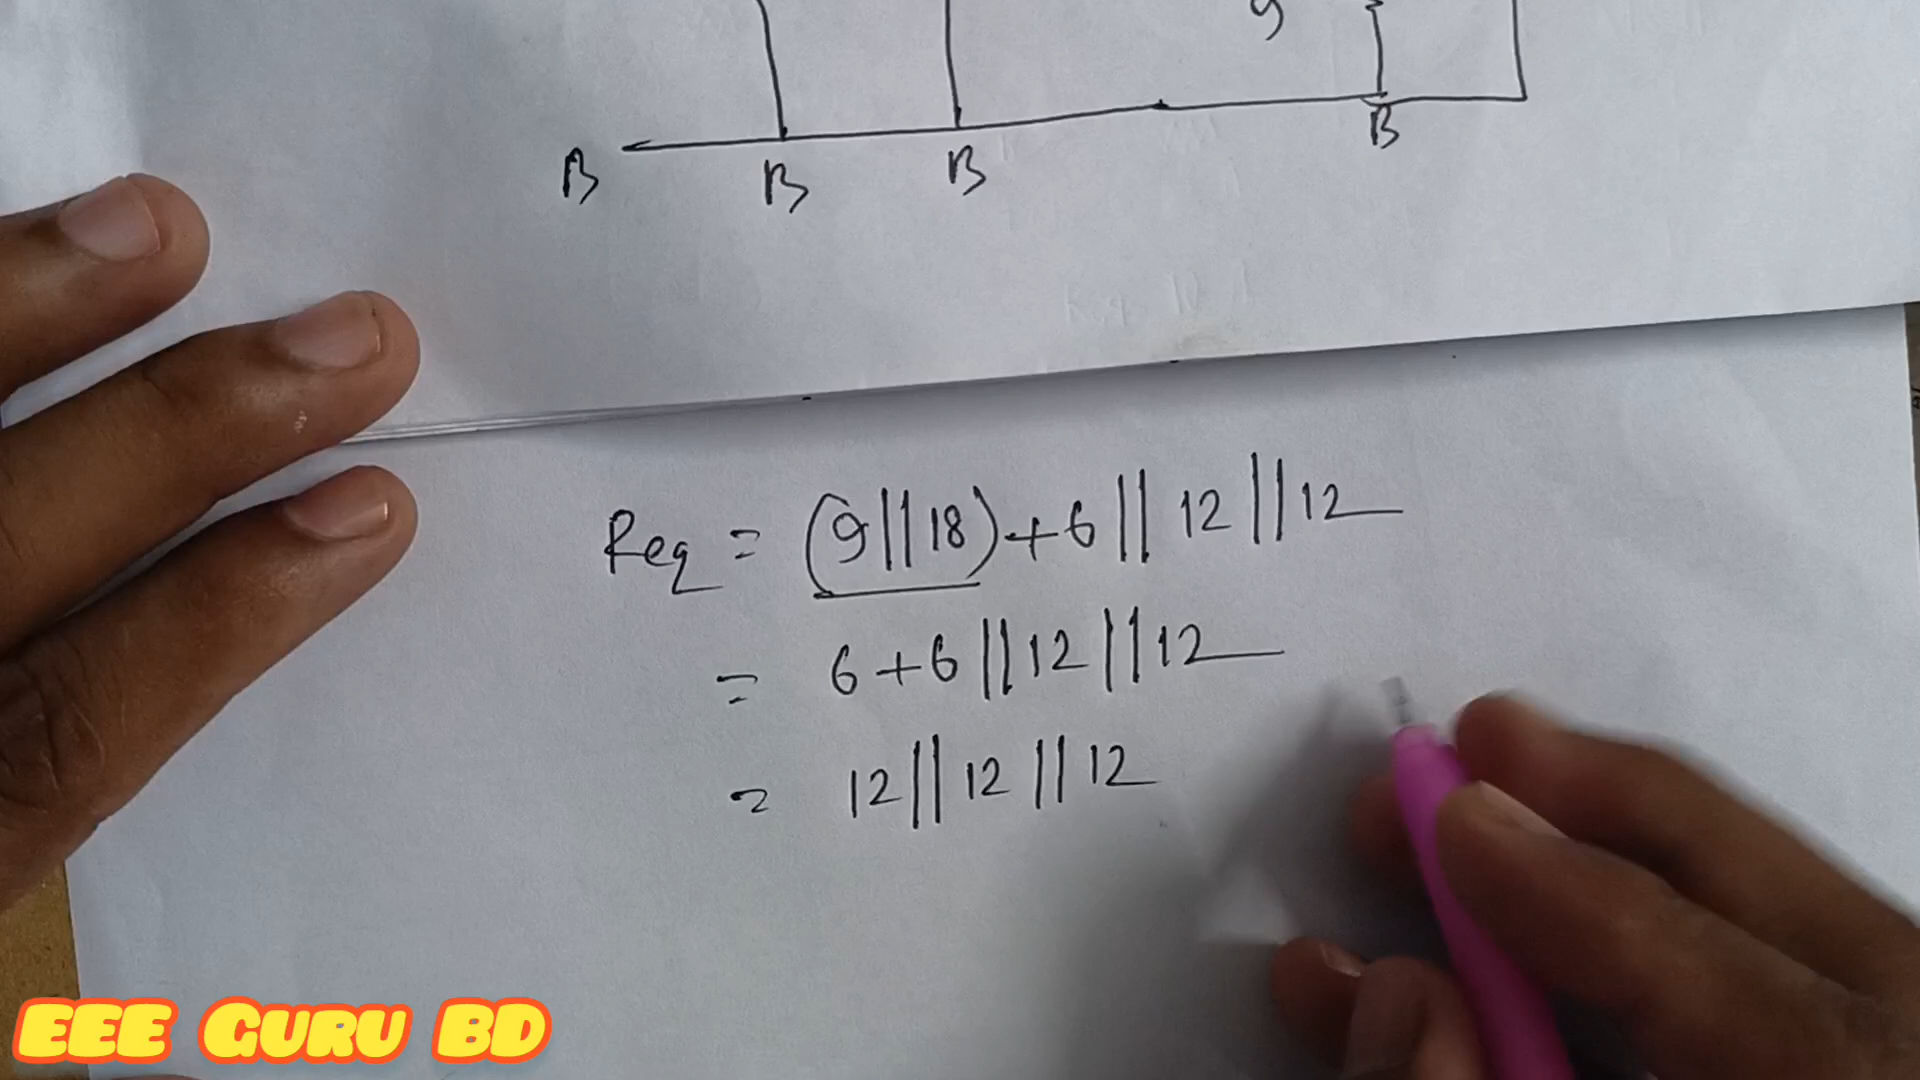 9
B
B B B B
Req = (9||18)+6||12||12
= 6+6||12||12
= 12||12||12
EEE GURU BD